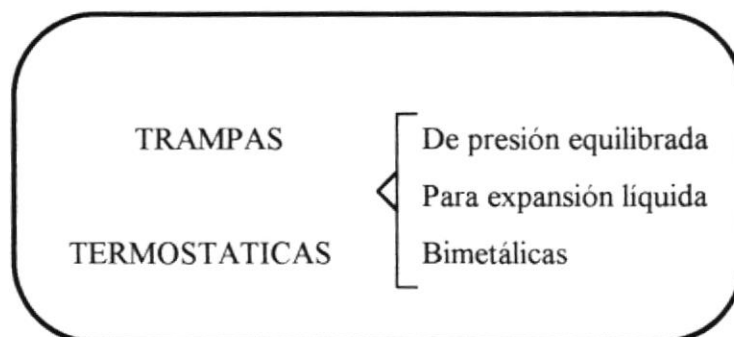 TRAMPAS
TERMOSTATICAS
De presión equilibrada
Para expansión líquida
Bimetálicas